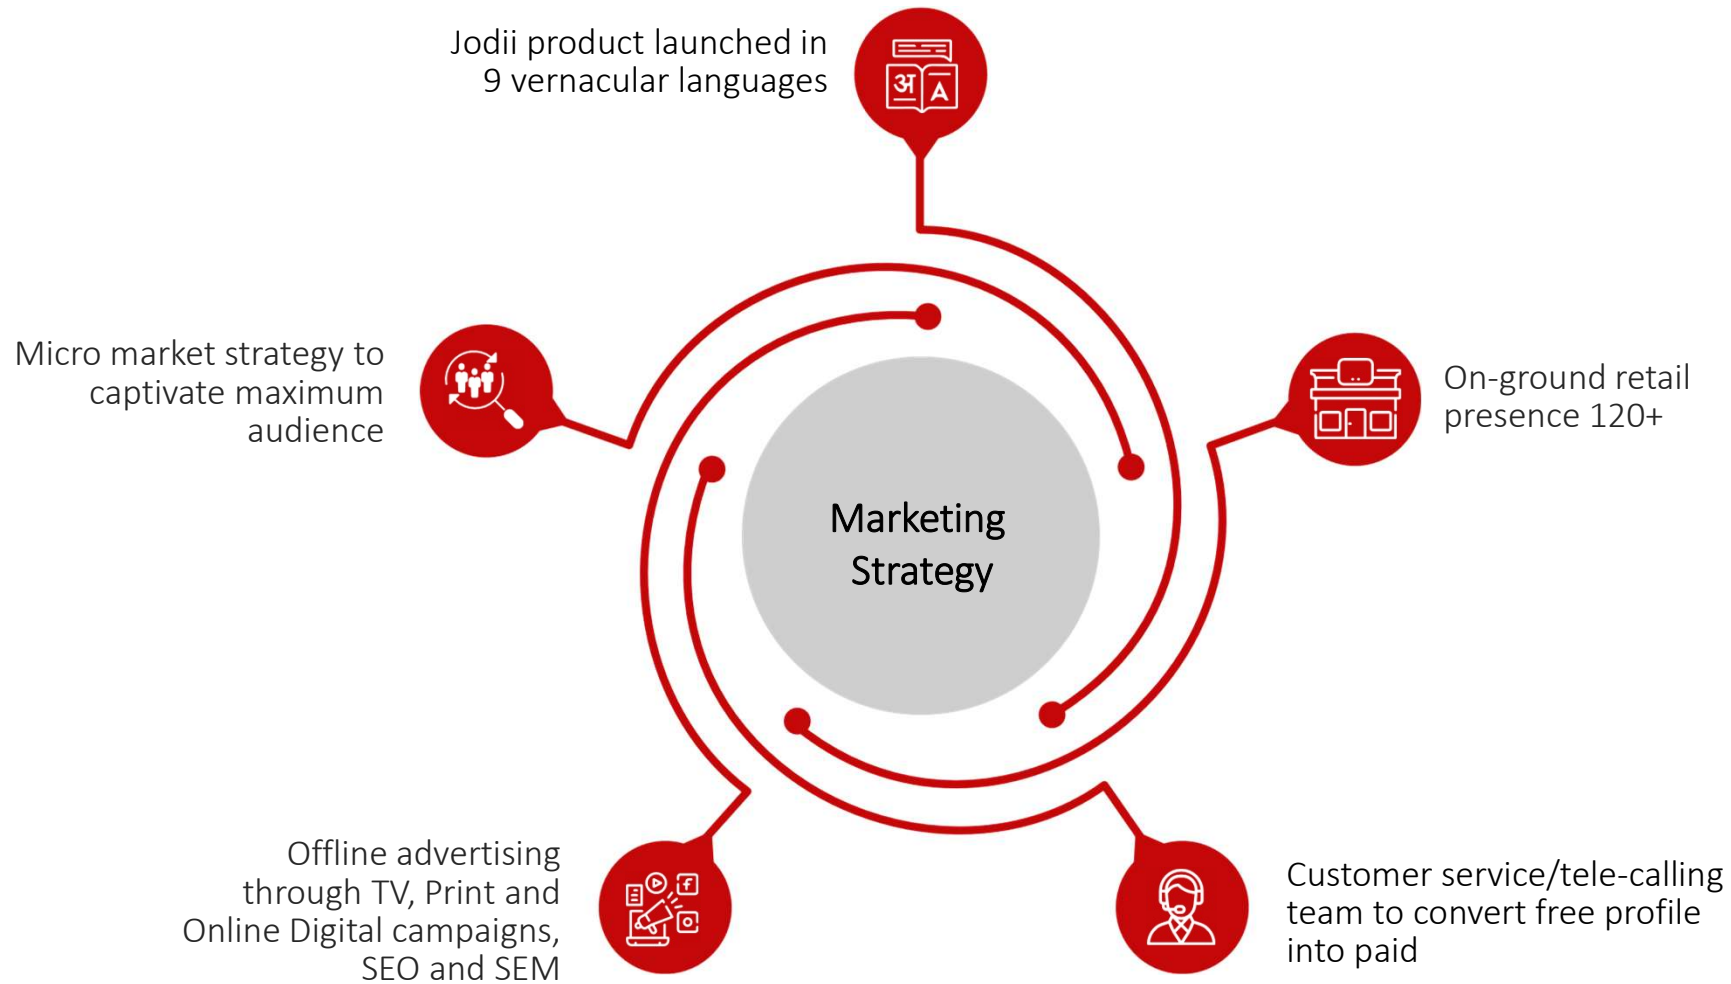 Jodii product launched in
9 vernacular languages
अ A
Micro market strategy to
captivate maximum
audience
On-ground retail
presence 120+
Marketing
Strategy
Offline advertising
through TV, Print and
Online Digital campaigns,
SEO and SEM
f
Customer service/tele-calling
team to convert free profile
into paid